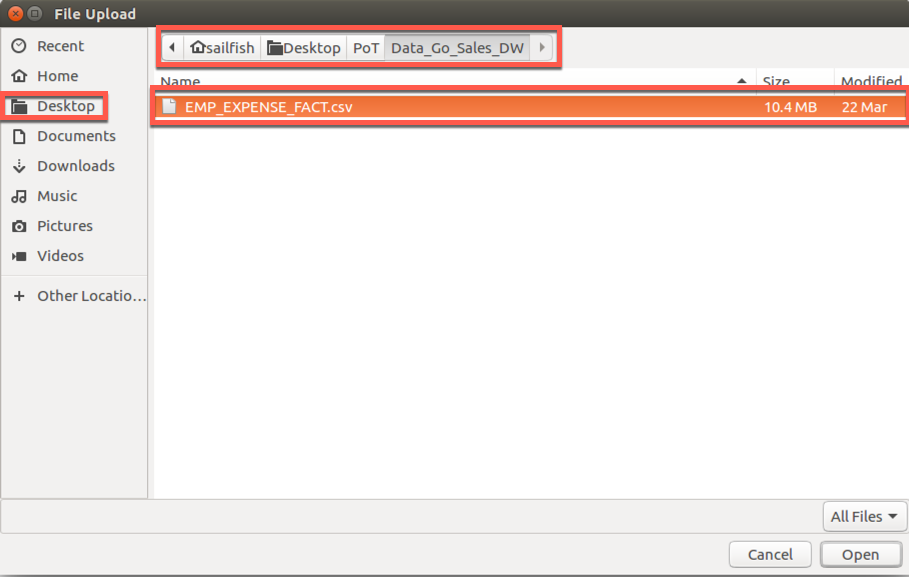 File Upload
Recent
Home
Desktop
Documents
Downloads
Music
Pictures
Videos
Other Locatio...
sailfish Desktop PoT Data_Go_Sales_DW
Name Size Modified
EMP_EXPENSE_FACT.csv 10.4 MB 22 Mar
All Files
Cancel Open